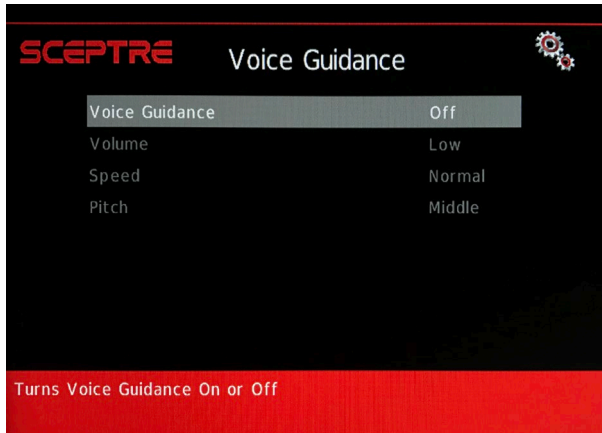 SCEPTRE
Voice Guidance
Voice Guidance Off
Volume Low
Speed Normal
Pitch Middle
Turns Voice Guidance On or Off